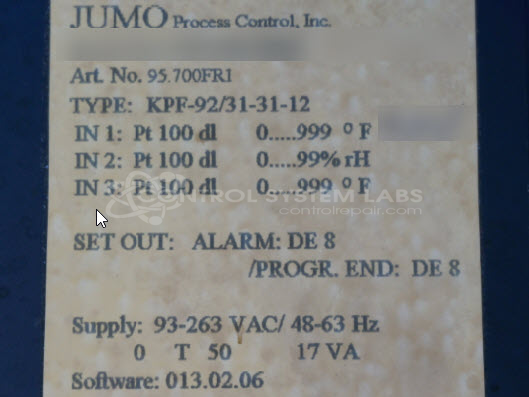 JUMO Process Control, Inc.
Art. No. 95.700FR1
TYPE: KPF-92/31-31-12
IN 1: Pt 100 dl 0.....999 º F
IN 2: Pt 100 dl 0.....99% rH
IN 3: Pt 100 dl 0.....999 º F
CONTROL SYSTEM LABS
controlrepair.com
SET OUT: ALARM: DE 8
/PROGR. END: DE 8
Supply: 93-263 VAC/ 48-63 Hz
0 T 50 17 VA
Software: 013.02.06